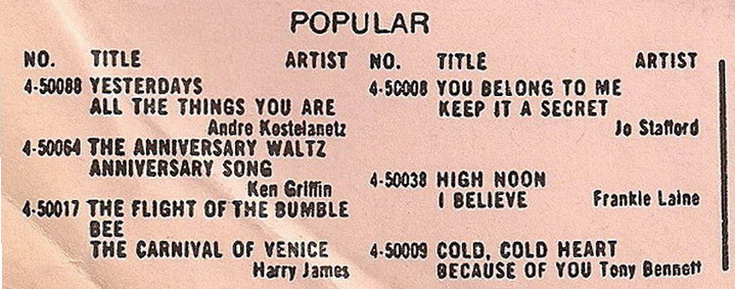 POPULAR
NO. TITLE ARTIST
4-50088 YESTERDAYS
ALL THE THINGS YOU ARE
Andre Kostelanetz
4-50064 THE ANNIVERSARY WALTZ
ANNIVERSARY SONG
Ken Griffin
4-50017 THE FLIGHT OF THE BUMBLE
BEE
THE CARNIVAL OF VENICE
Harry James
NO. TITLE ARTIST
4-50008 YOU BELONG TO ME
KEEP IT A SECRET
Jo Stafford
4-50038 HIGH NOON
I BELIEVE Frankie Laine
4-50009 COLD, COLD HEART
BECAUSE OF YOU Tony Bennett